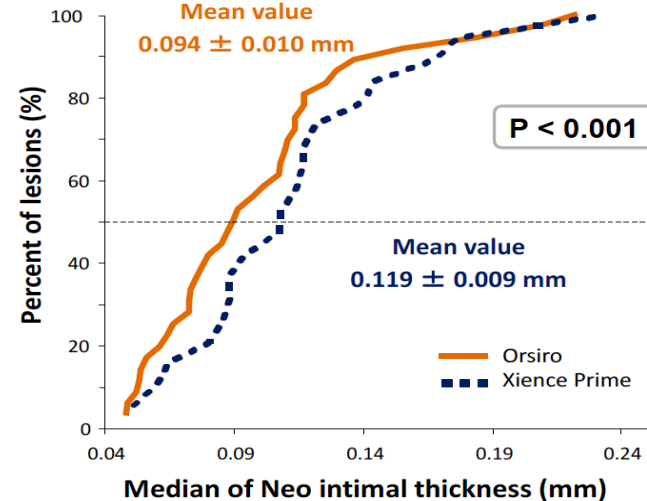 Mean value
0.094 ± 0.010 mm
P < 0.001
Mean value
0.119 ± 0.009 mm
Orsiro
Xience Prime
Percent of lesions (%)
100
80
60
40
20
0
0.04 0.09 0.14 0.19 0.24
Median of Neo intimal thickness (mm)